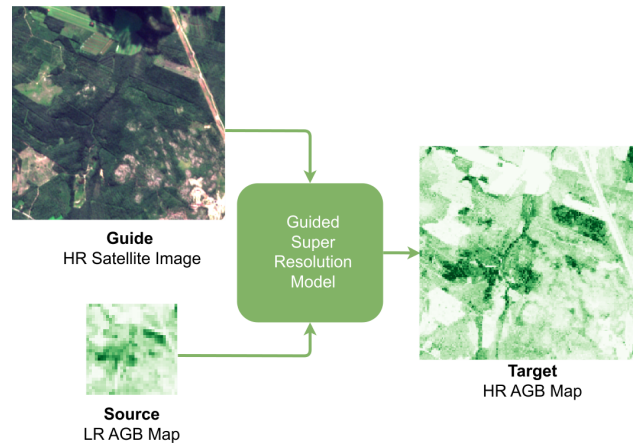 Guide
HR Satellite Image
Guided
Super
Resolution
Model
Source
LR AGB Map
Target
HR AGB Map